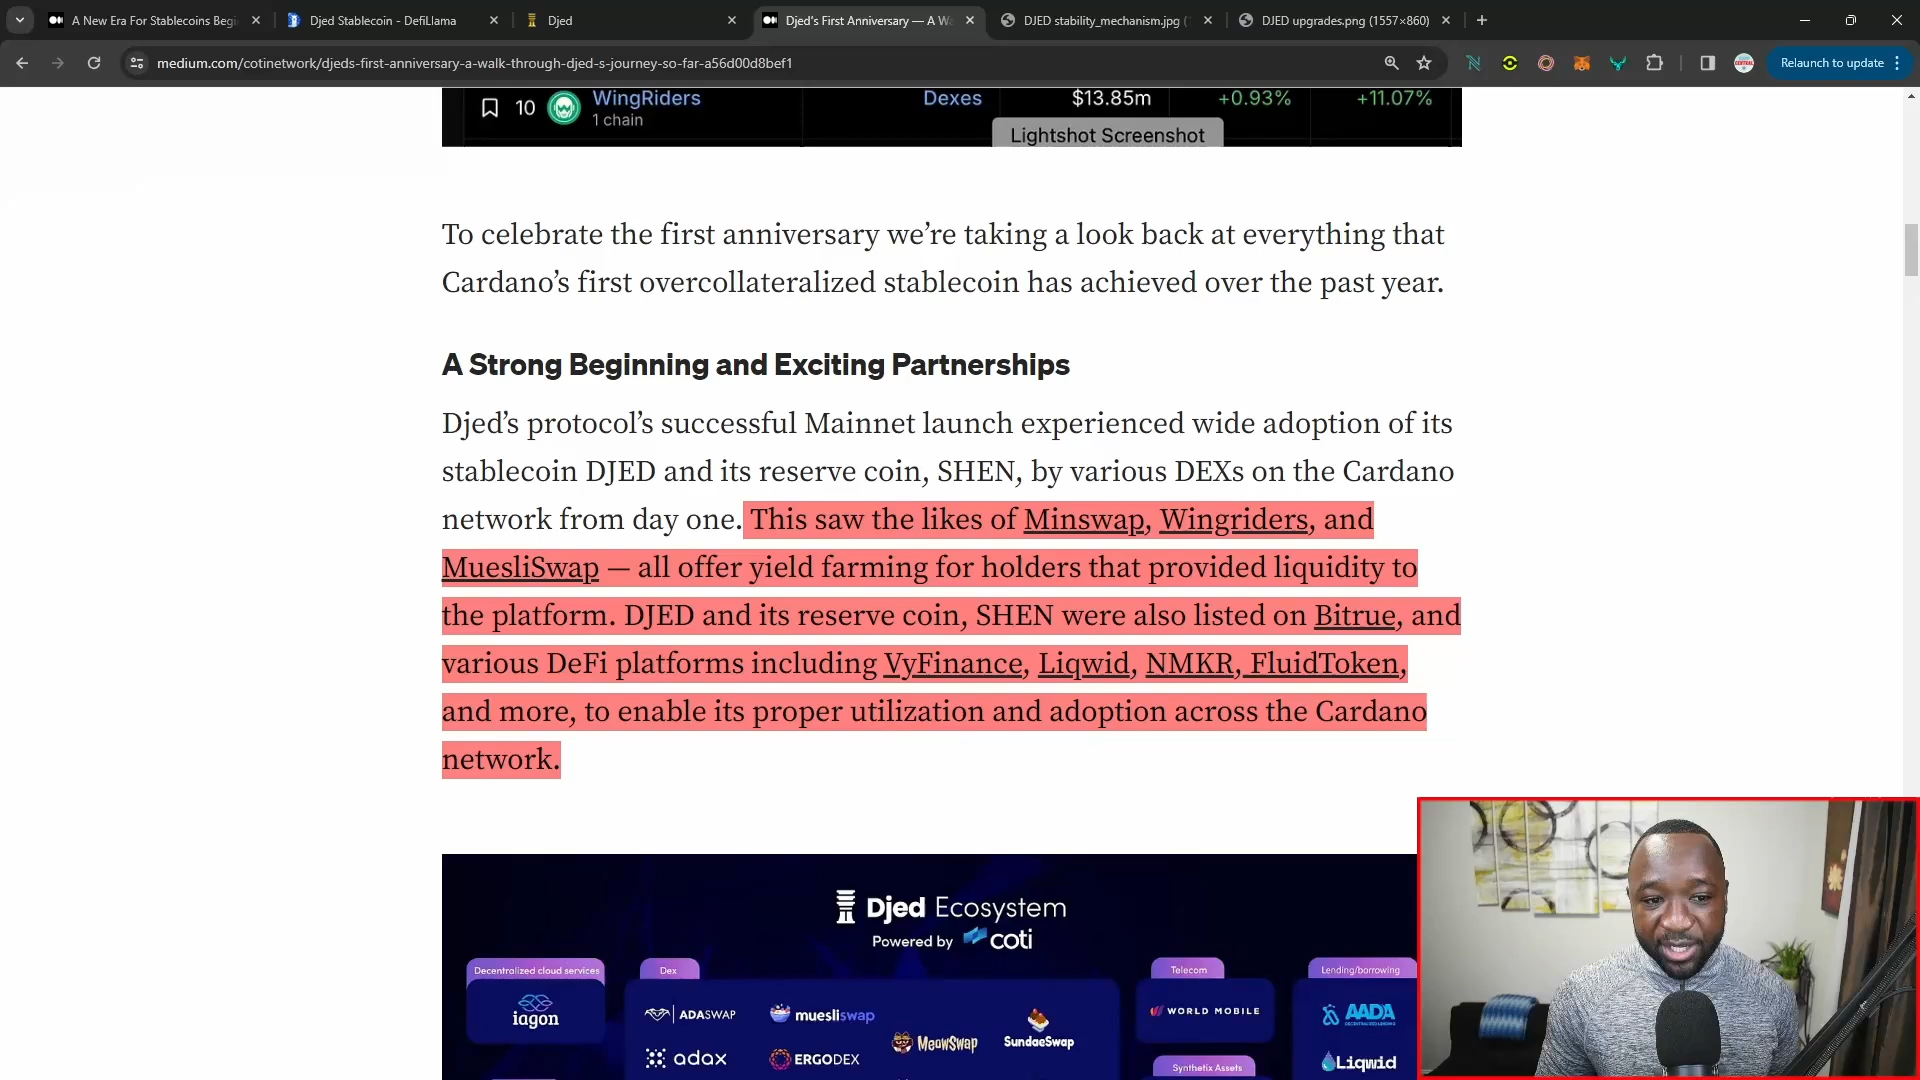 A New Era For Stablecoins Begi
Djed Stablecoin - DefiLlama
Djed
Djed's First Anniversary — A Wa
DJED stability_mechanism.jpg (
DJED upgrades.png (1557×860)
medium.com/cotinetwork/djeds-first-anniversary-a-walk-through-djed-s-journey-so-far-a56d00d8bef1
Relaunch to update
10 WingRiders Dexes $13.85m +0.93% +11.07%
1 chain
Lightshot Screenshot
To celebrate the first anniversary we're taking a look back at everything that
Cardano's first overcollateralized stablecoin has achieved over the past year.
A Strong Beginning and Exciting Partnerships
Djed's protocol's successful Mainnet launch experienced wide adoption of its
stablecoin DJED and its reserve coin, SHEN, by various DEXs on the Cardano
network from day one. This saw the likes of Minswap, Wingriders, and
MuesliSwap — all offer yield farming for holders that provided liquidity to
the platform. DJED and its reserve coin, SHEN were also listed on Bitrue, and
various DeFi platforms including VyFinance, Liqwid, NMKR, FluidToken,
and more, to enable its proper utilization and adoption across the Cardano
network.
Djed Ecosystem
Powered by coti
Decentralized cloud services
Dex
Telecom
Lending/borrowing
iagon
ADASWAP
muesliswap
MeowSwap
SundaeSwap
WORLD MOBILE
AADA
adax
ERGODEX
Synthetix Assets
Liqwid